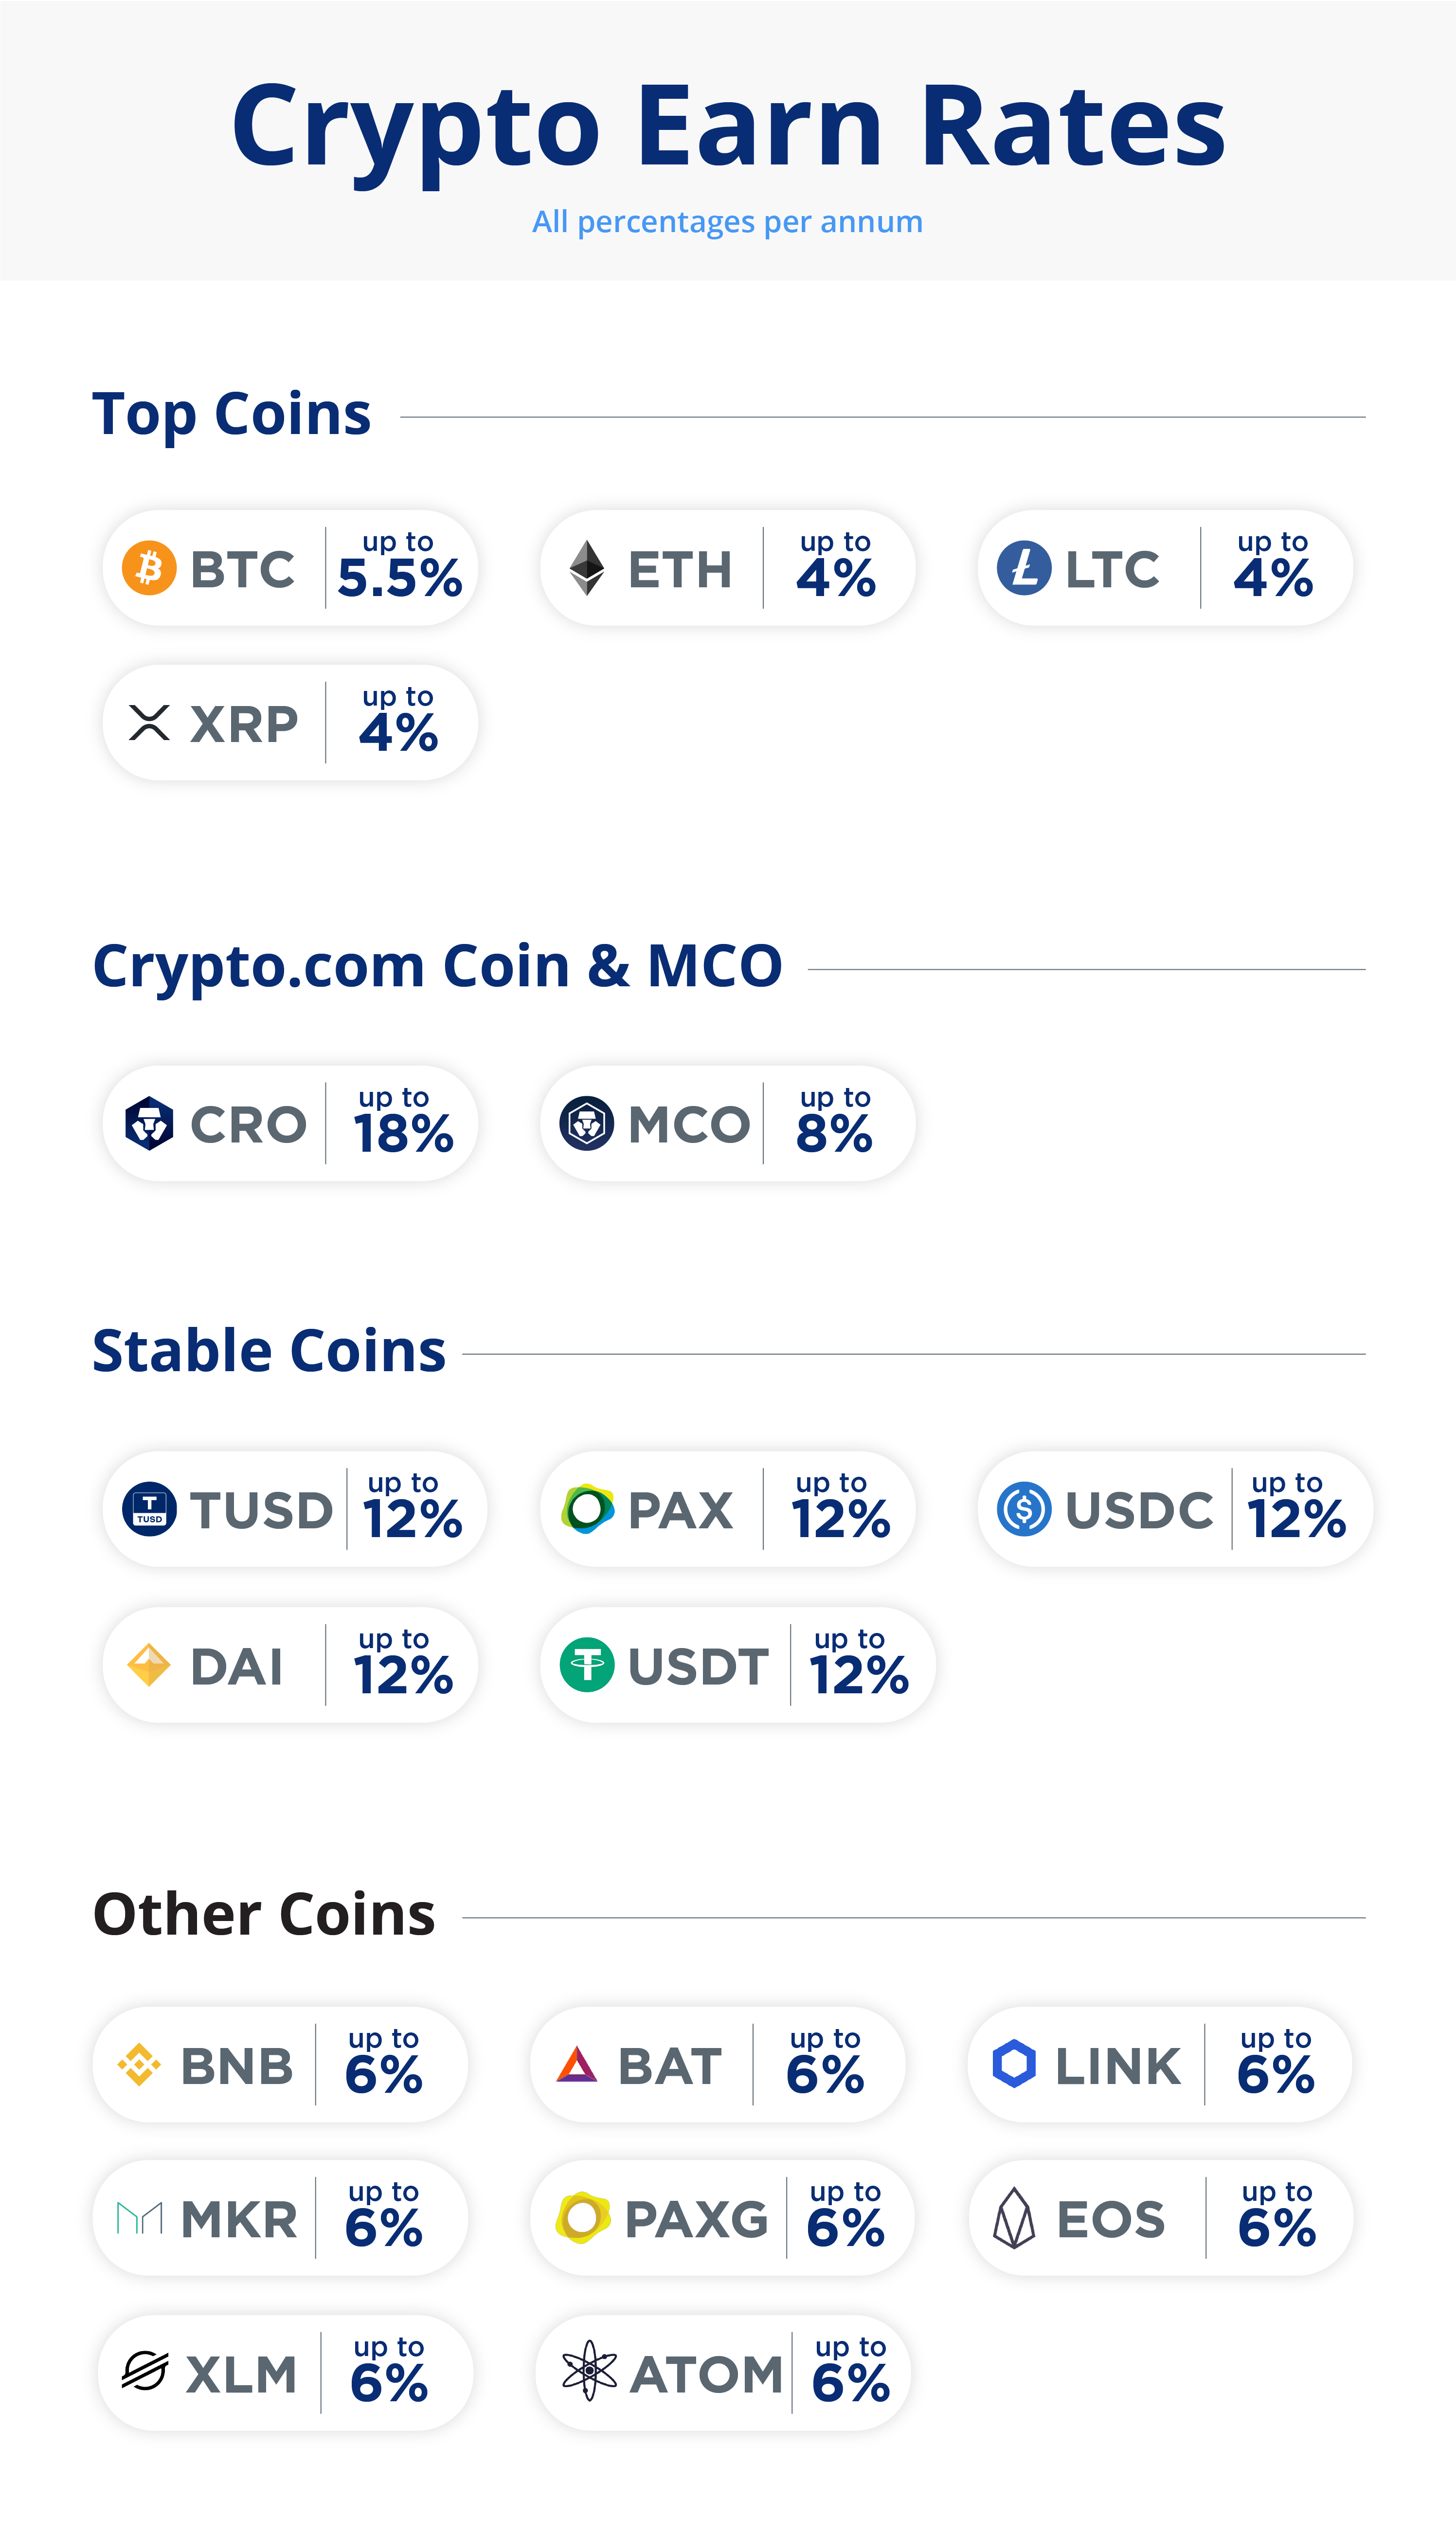 Crypto Earn Rates
All percentages per annum
Top Coins
BTC up to 5.5%
ETH up to 4%
LTC up to 4%
XRP up to 4%
Crypto.com Coin & MCO
CRO up to 18%
MCO up to 8%
Stable Coins
T TUSD TUSD up to 12%
PAX up to 12%
USDC up to 12%
DAI up to 12%
USDT up to 12%
Other Coins
BNB up to 6%
BAT up to 6%
LINK up to 6%
MKR up to 6%
PAXG up to 6%
EOS up to 6%
XLM up to 6%
ATOM up to 6%